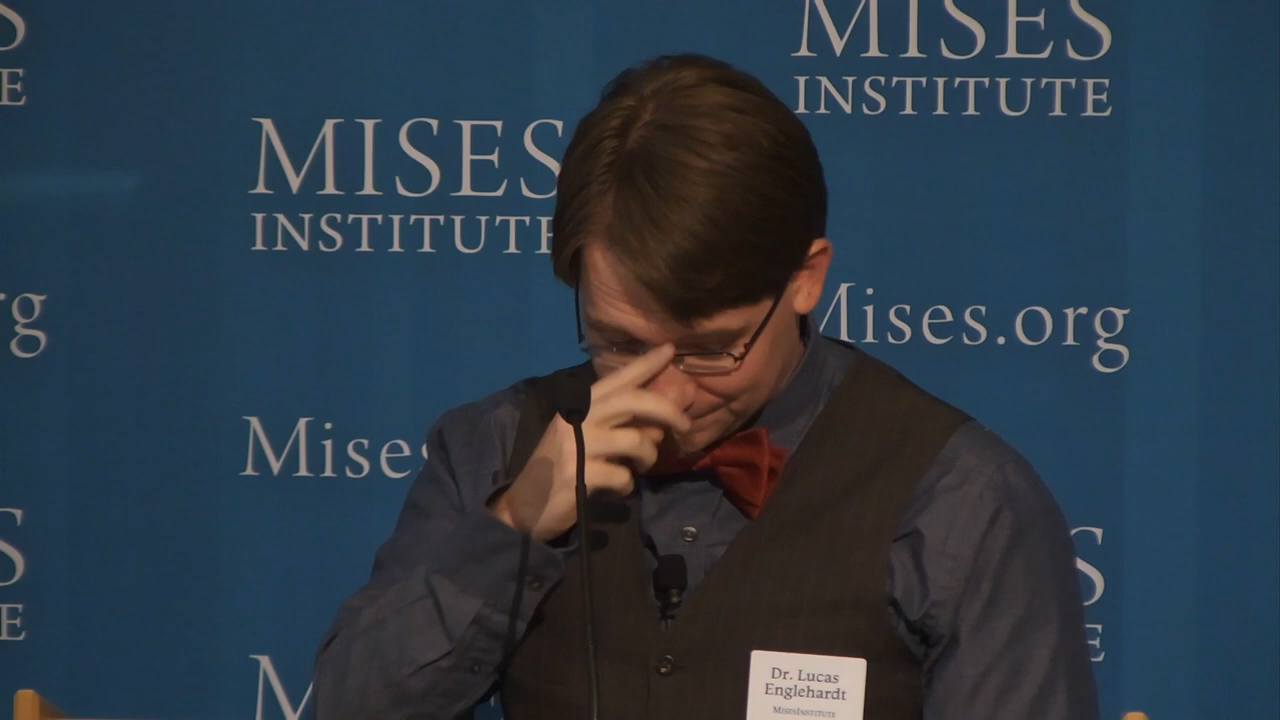 MISES
INSTITUTE
MISES
INSTITUTE
Mises.org
Mises
Dr. Lucas
Englehardt
MISESINSTITUTE